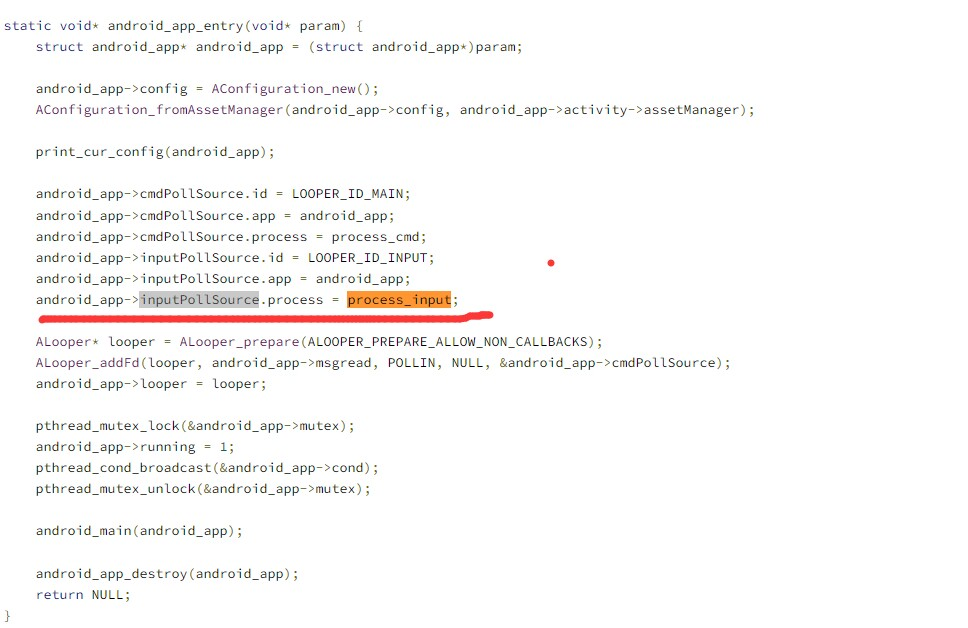 static void* android_app_entry(void* param) {
    struct android_app* android_app = (struct android_app*)param;

    android_app->config = AConfiguration_new();
    AConfiguration_fromAssetManager(android_app->config, android_app->activity->assetManager);

    print_cur_config(android_app);

    android_app->cmdPollSource.id = LOOPER_ID_MAIN;
    android_app->cmdPollSource.app = android_app;
    android_app->cmdPollSource.process = process_cmd;
    android_app->inputPollSource.id = LOOPER_ID_INPUT;
    android_app->inputPollSource.app = android_app;
    android_app->inputPollSource.process = process_input;

    ALooper* looper = ALooper_prepare(ALOOPER_PREPARE_ALLOW_NON_CALLBACKS);
    ALooper_addFd(looper, android_app->msgread, POLLIN, NULL, &android_app->cmdPollSource);
    android_app->looper = looper;

    pthread_mutex_lock(&android_app->mutex);
    android_app->running = 1;
    pthread_cond_broadcast(&android_app->cond);
    pthread_mutex_unlock(&android_app->mutex);

    android_main(android_app);

    android_app_destroy(android_app);
    return NULL;
}